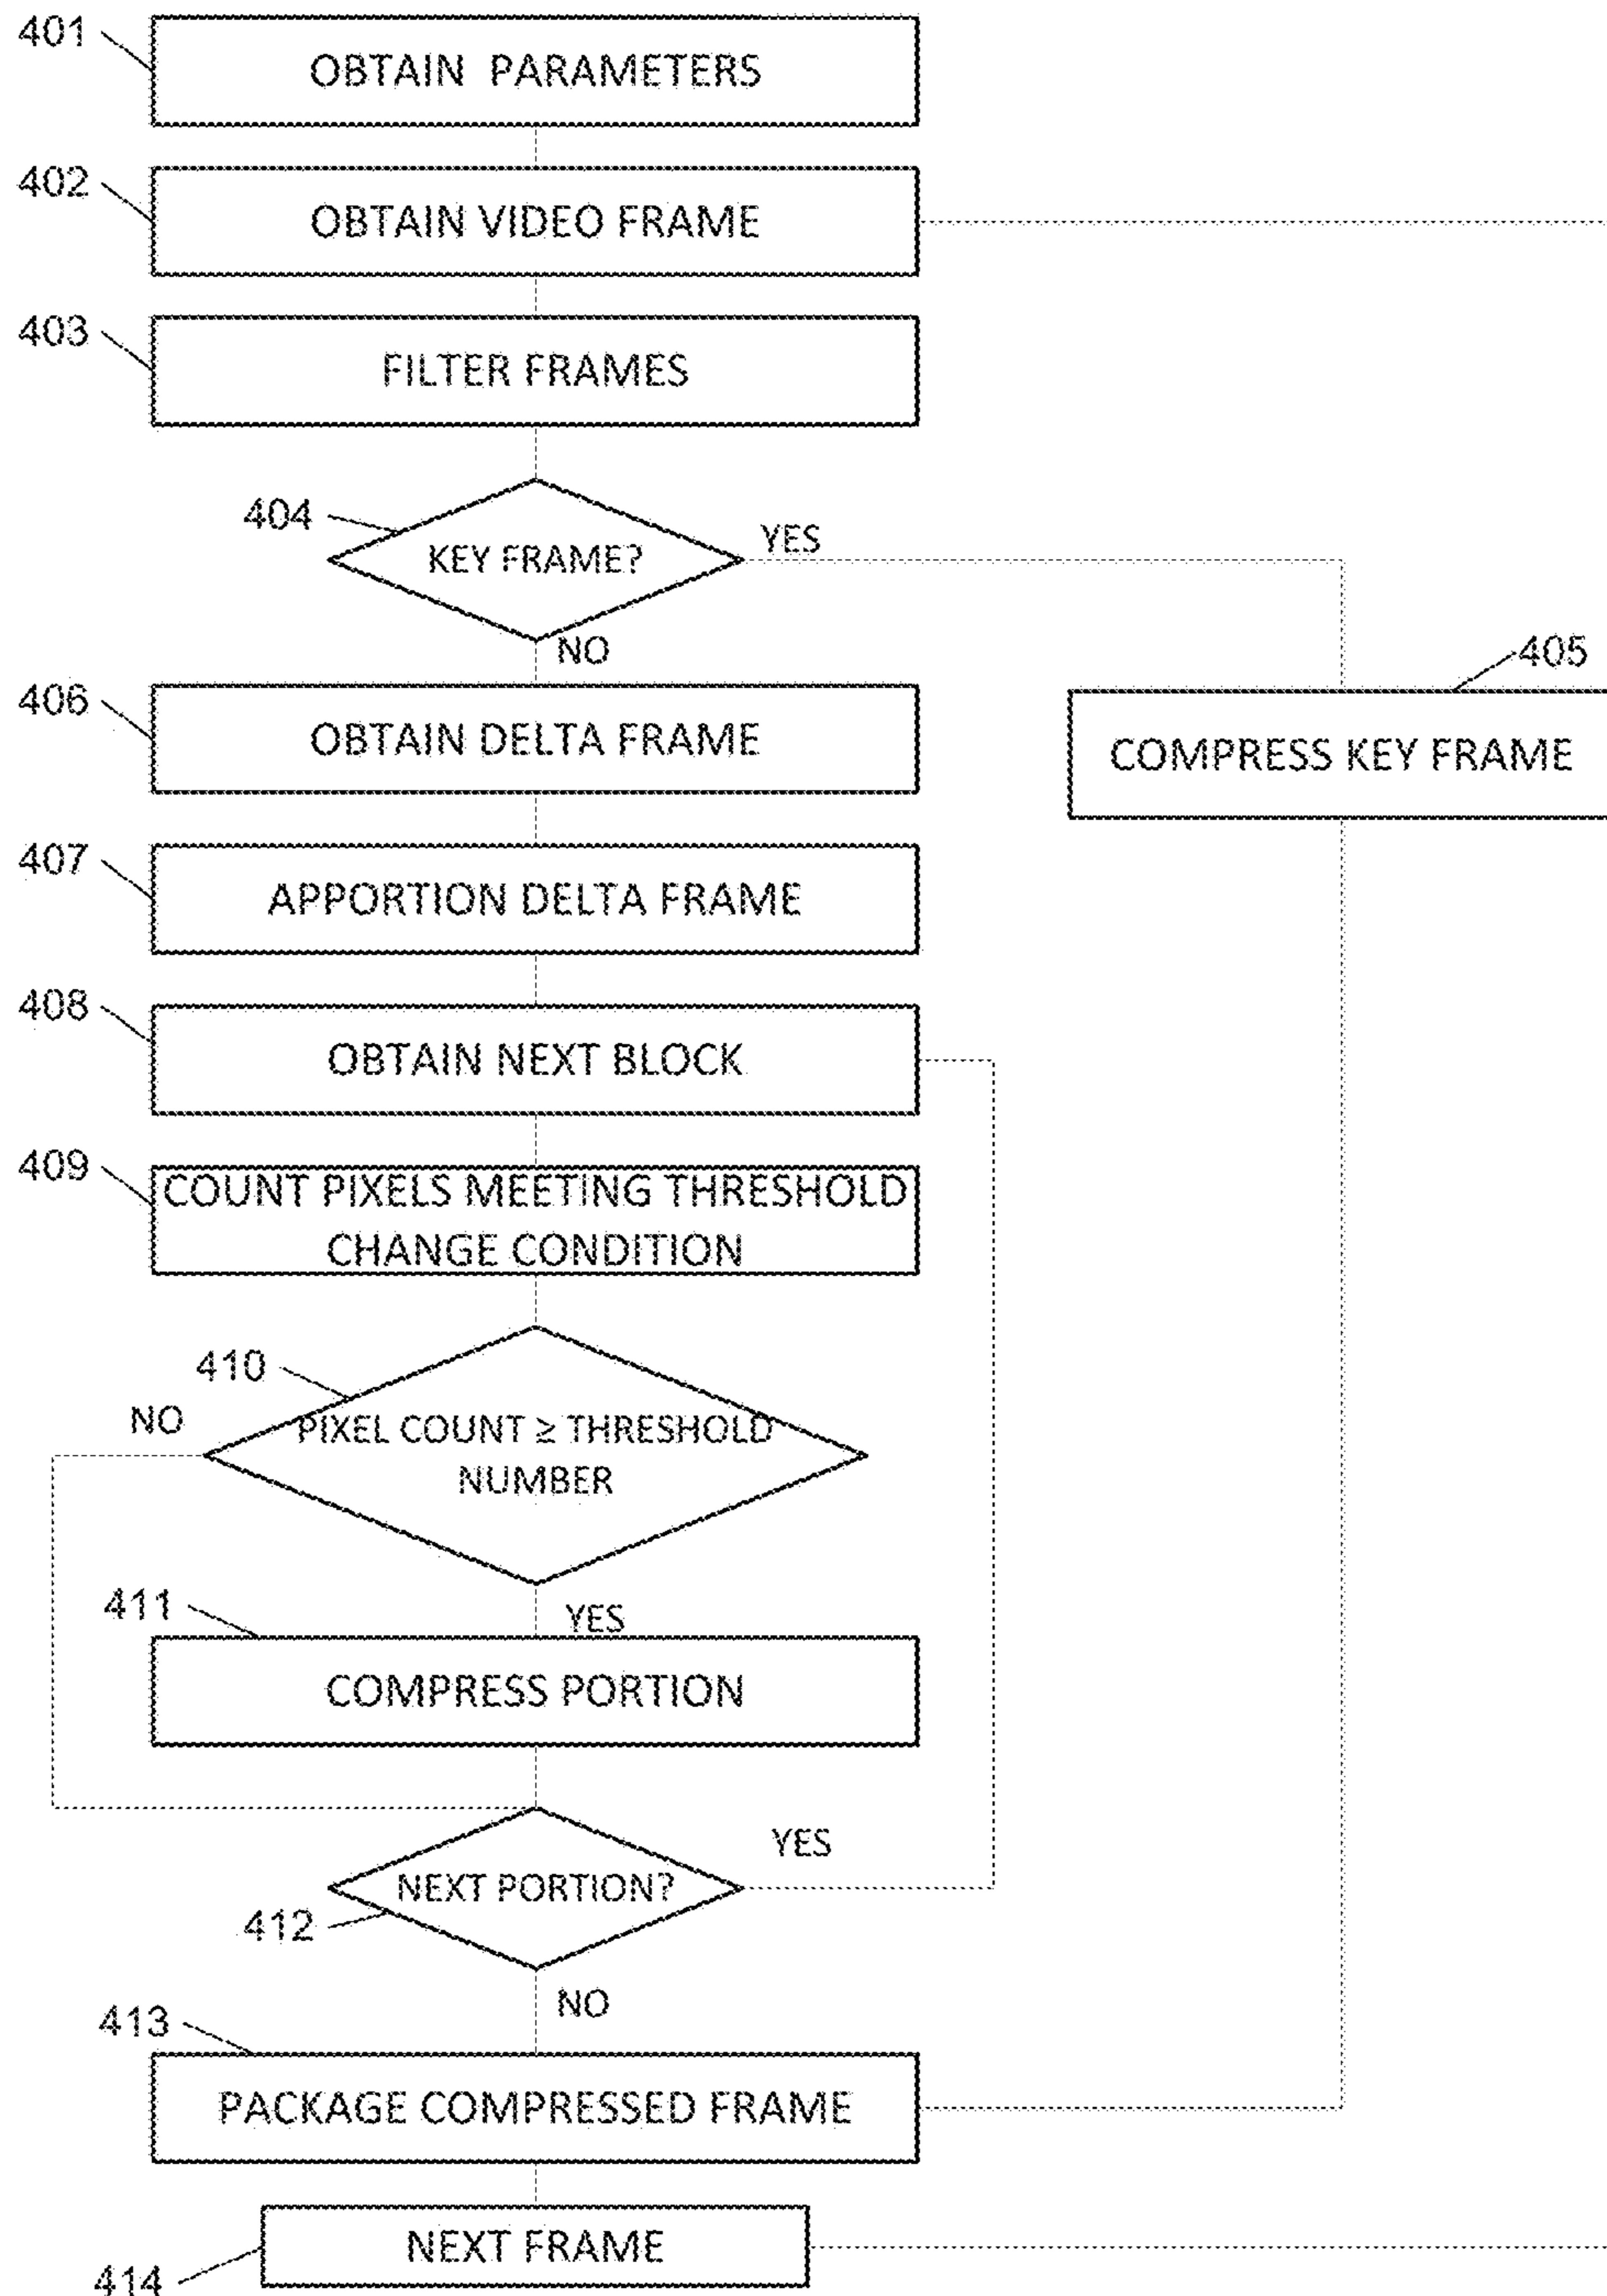 401
OBTAIN PARAMETERS
402
OBTAIN VIDEO FRAME
403
FILTER FRAMES
404
KEY FRAME?
YES
NO
405
COMPRESS KEY FRAME
406
OBTAIN DELTA FRAME
407
APPORTION DELTA FRAME
408
OBTAIN NEXT BLOCK
409
COUNT PIXELS MEETING THRESHOLD
CHANGE CONDITION
410
NO
PIXEL COUNT ≥ THRESHOLD
NUMBER
411
YES
COMPRESS PORTION
YES
NEXT PORTION?
412
NO
413
PACKAGE COMPRESSED FRAME
NEXT FRAME
414